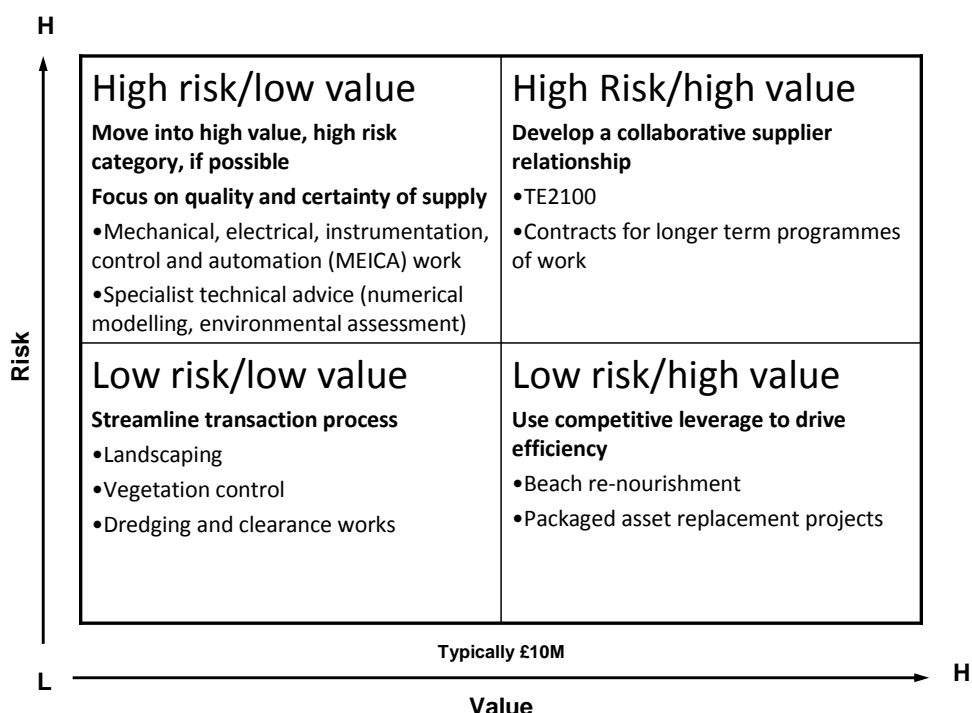 H
High risk/low value
Move into high value, high risk
category, if possible
Focus on quality and certainty of supply
•Mechanical, electrical, instrumentation,
control and automation (MEICA) work
•Specialist technical advice (numerical
modelling, environmental assessment)
High Risk/high value
Develop a collaborative supplier
relationship
•TE2100
•Contracts for longer term programmes
of work
Risk
Low risk/low value
Streamline transaction process
•Landscaping
•Vegetation control
•Dredging and clearance works
Low risk/high value
Use competitive leverage to drive
efficiency
•Beach re-nourishment
•Packaged asset replacement projects
Typically £10M
L
H
Value